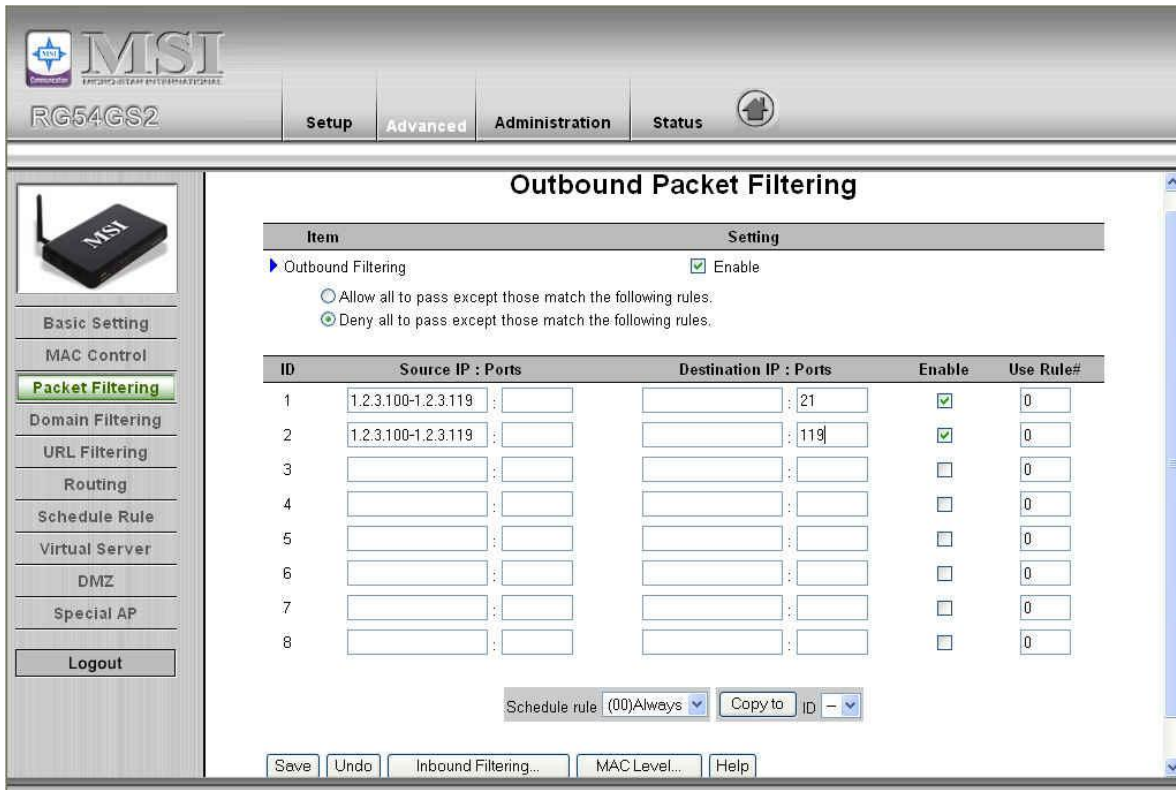 MSI
MICRO-STAR INTERNATIONAL
Communication
RG54GS2
Setup Advanced Administration Status
MSI
Basic Setting
MAC Control
Packet Filtering
Domain Filtering
URL Filtering
Routing
Schedule Rule
Virtual Server
DMZ
Special AP
Logout
Outbound Packet Filtering
Item Setting
Outbound Filtering Enable
Allow all to pass except those match the following rules.
Deny all to pass except those match the following rules.
ID Source IP : Ports Destination IP : Ports Enable Use Rule#
1 1.2.3.100-1.2.3.119 : : 21 0
2 1.2.3.100-1.2.3.119 : : 119 0
3 : : 0
4 : : 0
5 : : 0
6 : : 0
7 : : 0
8 : : 0
Schedule rule (00)Always Copy to ID --
Save Undo Inbound Filtering... MAC Level... Help